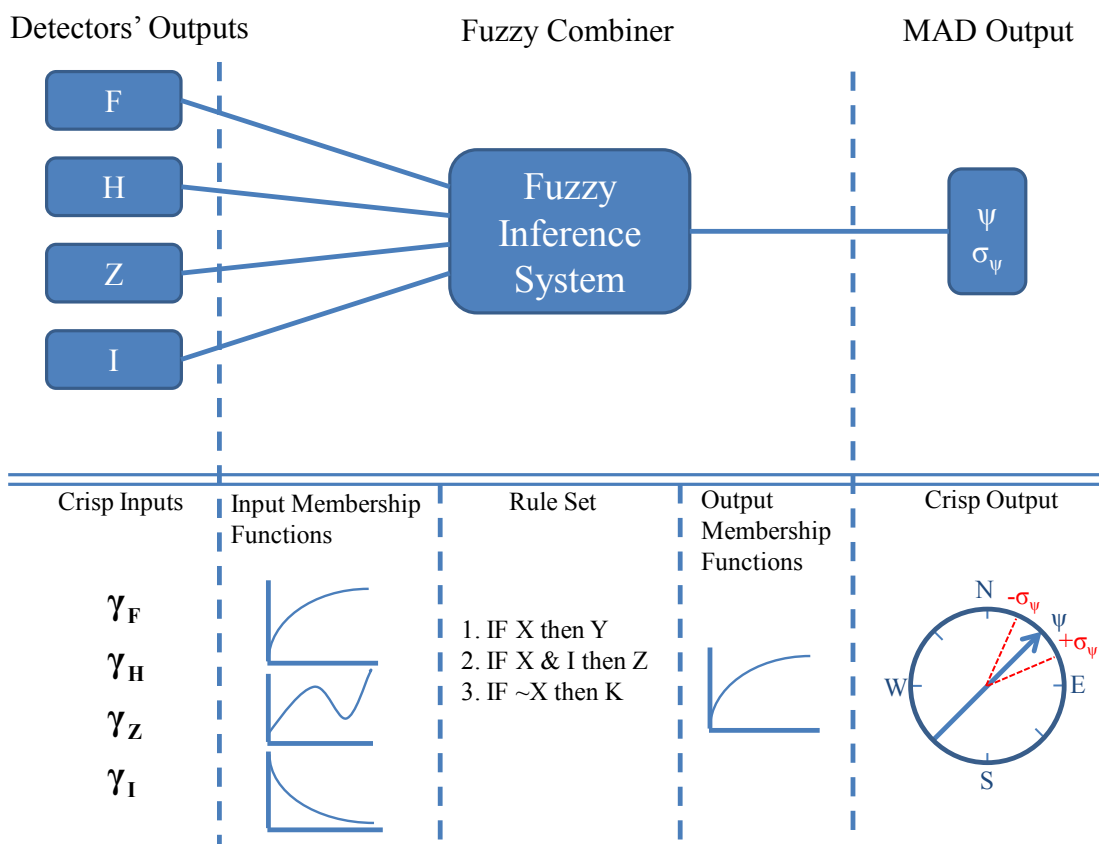 Detectors’ Outputs
Fuzzy Combiner
MAD Output
F
H
Z
I
Fuzzy
Inference
System
ψ
σψ
Crisp Inputs
Input Membership
Functions
Rule Set
Output
Membership
Functions
Crisp Output
γF
γH
γZ
γI
1. IF X then Y
2. IF X & I then Z
3. IF ~X then K
N
-σψ
ψ
+σψ
W
E
S